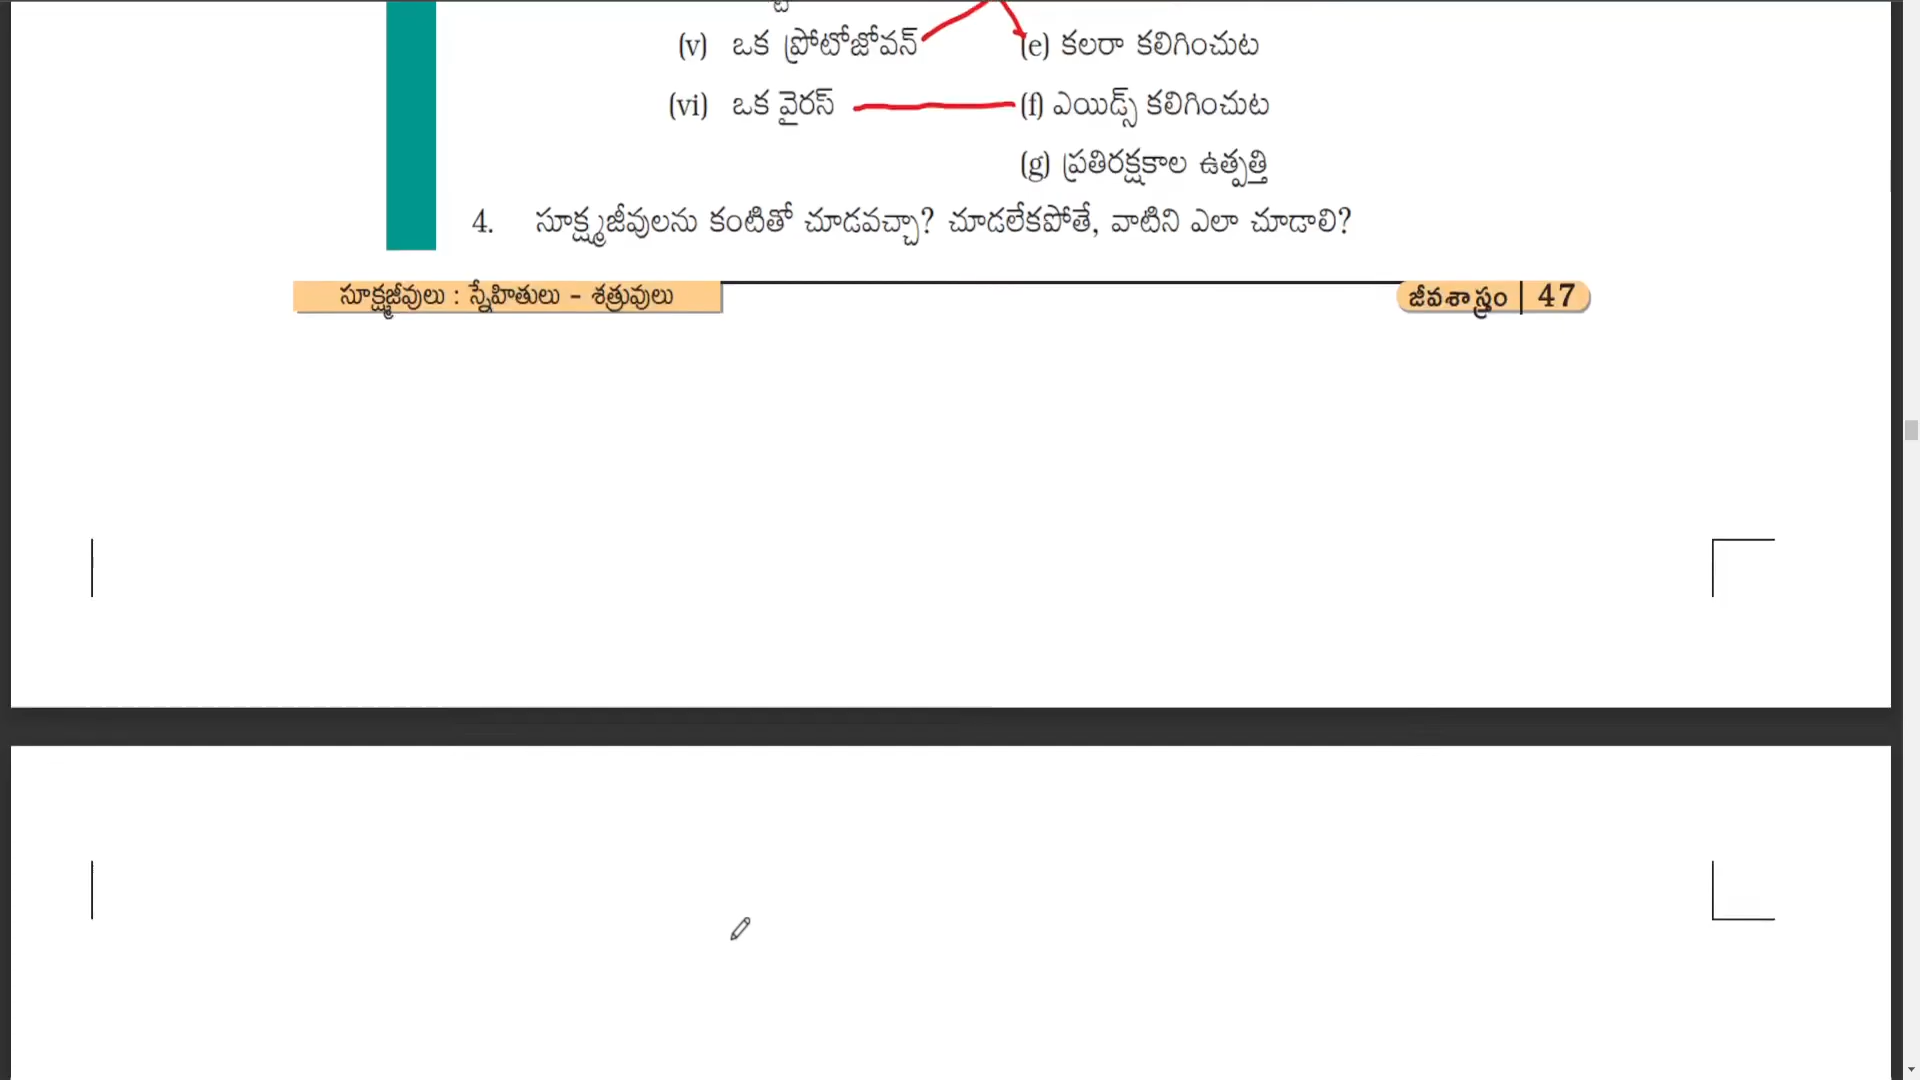 (v) ఒక ప్రోటోజోవన్ (e) కలరా కలిగించుట
(vi) ఒక వైరస్ (f) ఎయిడ్స్ కలిగించుట
(g) ప్రతిరక్షకాల ఉత్పత్తి
4. సూక్ష్మజీవులను కంటితో చూడవచ్చా? చూడలేకపోతే, వాటిని ఎలా చూడాలి?
సూక్ష్మజీవులు : స్నేహితులు - శత్రువులు జీవశాస్త్రం 47